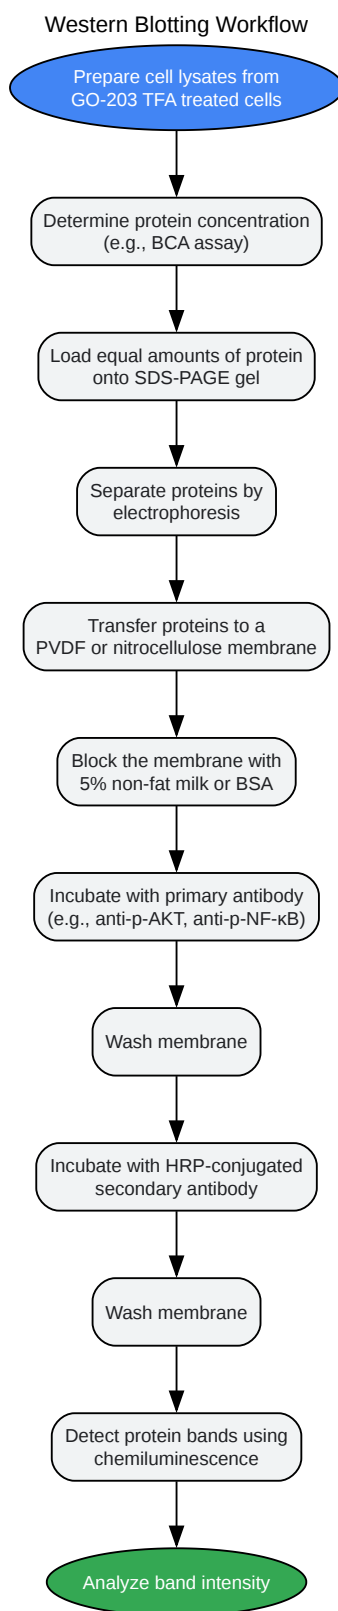 Western Blotting Workflow
Prepare cell lysates from
GO-203 TFA treated cells
Determine protein concentration
(e.g., BCA assay)
Load equal amounts of protein
onto SDS-PAGE gel
Separate proteins by
electrophoresis
Transfer proteins to a
PVDF or nitrocellulose membrane
Block the membrane with
5% non-fat milk or BSA
Incubate with primary antibody
(e.g., anti-p-AKT, anti-p-NF-κB)
Wash membrane
Incubate with HRP-conjugated
secondary antibody
Wash membrane
Detect protein bands using
chemiluminescence
Analyze band intensity